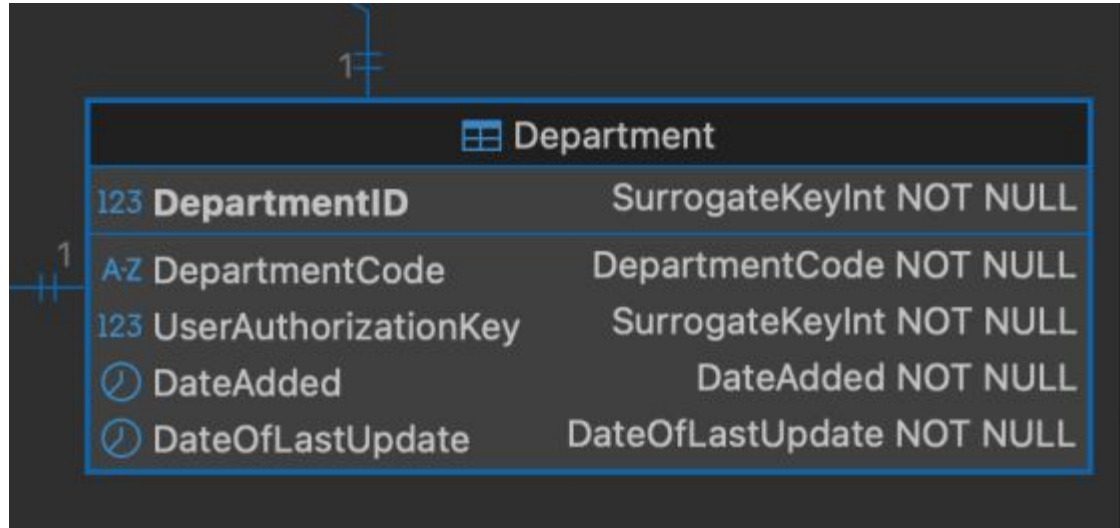 1
Department
123 DepartmentID SurrogateKeyInt NOT NULL
1
A-Z DepartmentCode DepartmentCode NOT NULL
123 UserAuthorizationKey SurrogateKeyInt NOT NULL
DateAdded DateAdded NOT NULL
DateOfLastUpdate DateOfLastUpdate NOT NULL